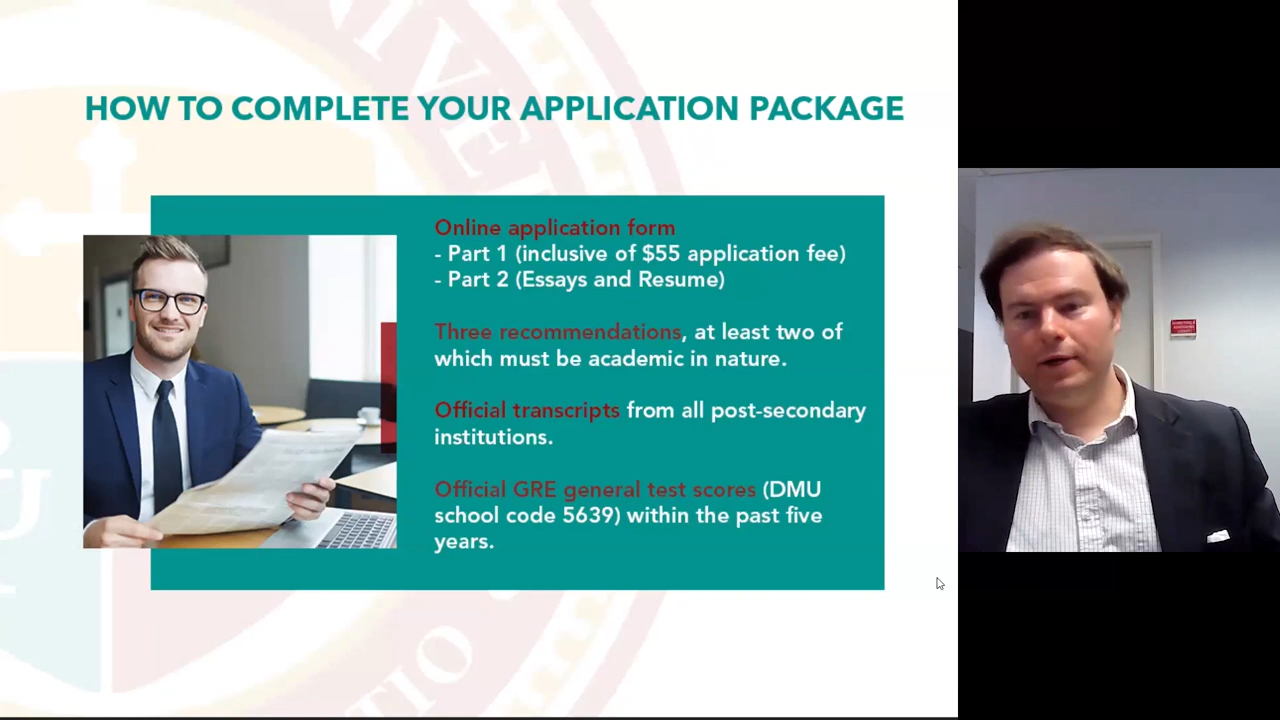 HOW TO COMPLETE YOUR APPLICATION PACKAGE
Online application form
- Part 1 (inclusive of $55 application fee)
- Part 2 (Essays and Resume)
Three recommendations, at least two of
which must be academic in nature.
Official transcripts from all post-secondary
institutions.
Official GRE general test scores (DMU
school code 5639) within the past five
years.